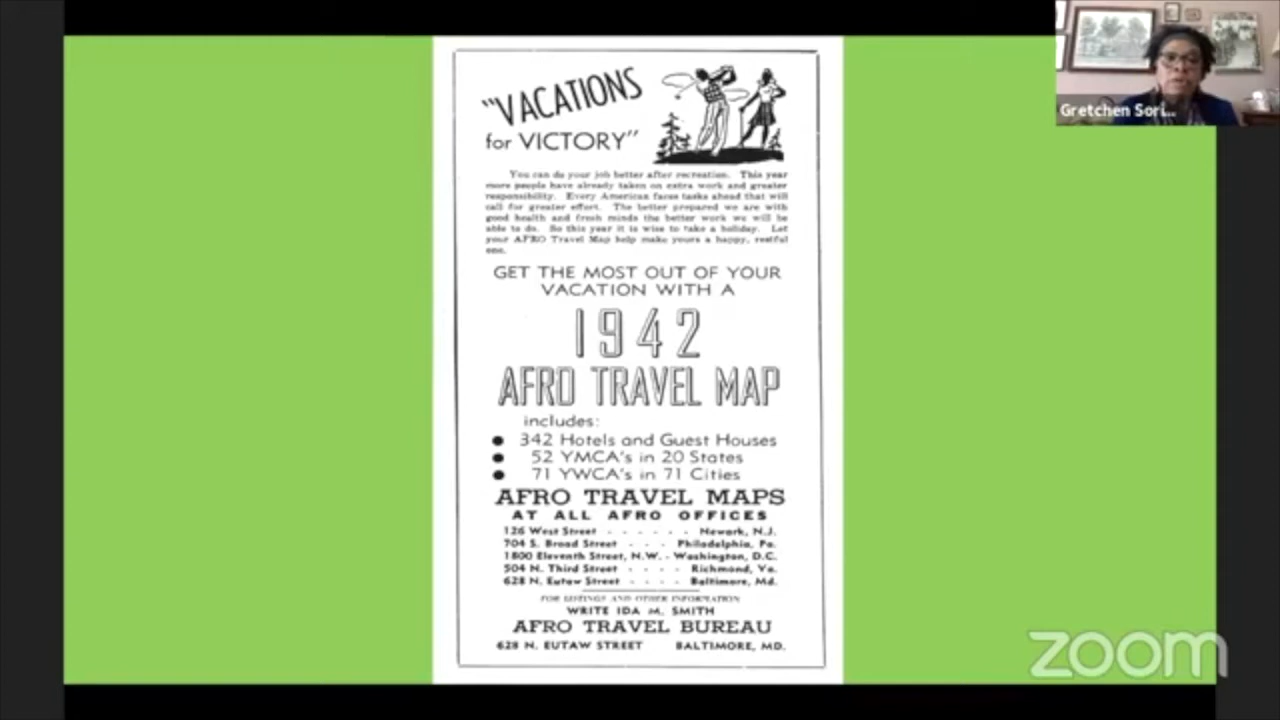 "VACATIONS
for VICTORY"
You can do your job better after recreation. This year
more people have already taken on extra work and greater
responsibility. Every American faces tasks ahead that will
call for greater effort. The better prepared we are with
good health and fresh minds the better work we will be
able to do. So this year it is wise to take a holiday. Let
your AFRO Travel Map help make yours a happy, restful
one.
GET THE MOST OUT OF YOUR
VACATION WITH A
1942
AFRO TRAVEL MAP
includes:
● 342 Hotels and Guest Houses
● 52 YMCA's in 20 States
● 71 YWCA's in 71 Cities
AFRO TRAVEL MAPS
AT ALL AFRO OFFICES
126 West Street - - - - - - Newark, N.J.
704 S. Broad Street - - - Philadelphia, Pa.
1800 Eleventh Street, N.W. - Washington, D.C.
504 N. Third Street - - - - Richmond, Va.
628 N. Eutaw Street - - - - Baltimore, Md.
FOR LISTINGS AND OTHER INFORMATION
WRITE IDA M. SMITH
AFRO TRAVEL BUREAU
628 N. EUTAW STREET BALTIMORE, MD.
Gretchen Sori...
zoom